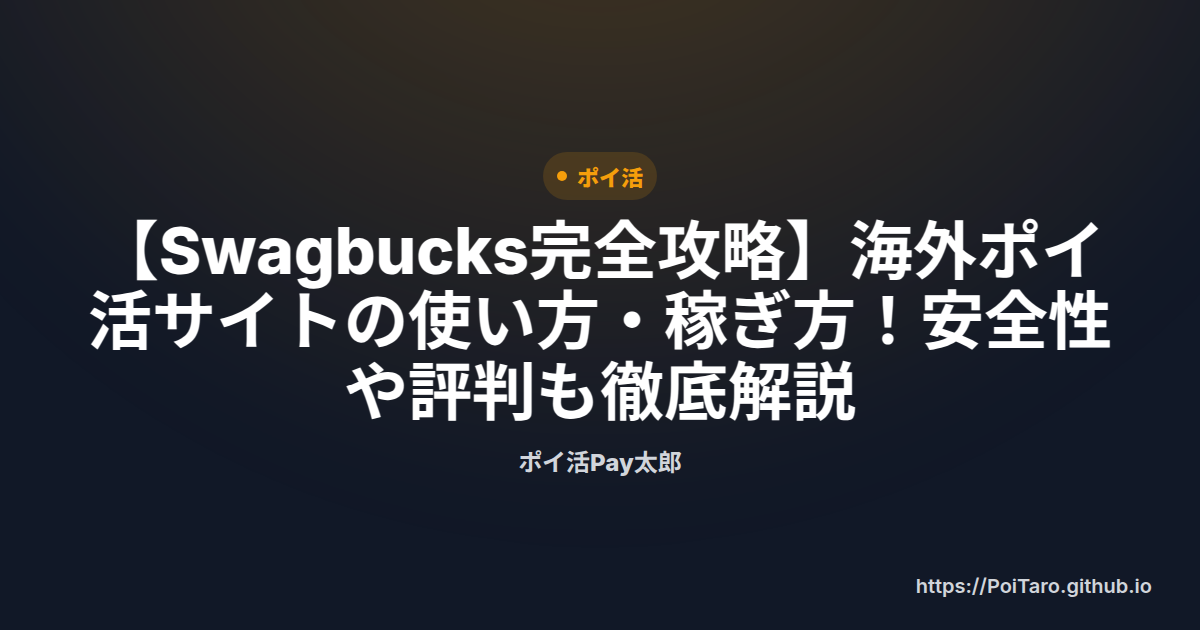 ポイ活
【Swagbucks完全攻略】海外ポイ
活サイトの使い方・稼ぎ方！安全性
や評判も徹底解説
ポイ活Pay太郎
https://PoiTaro.github.io